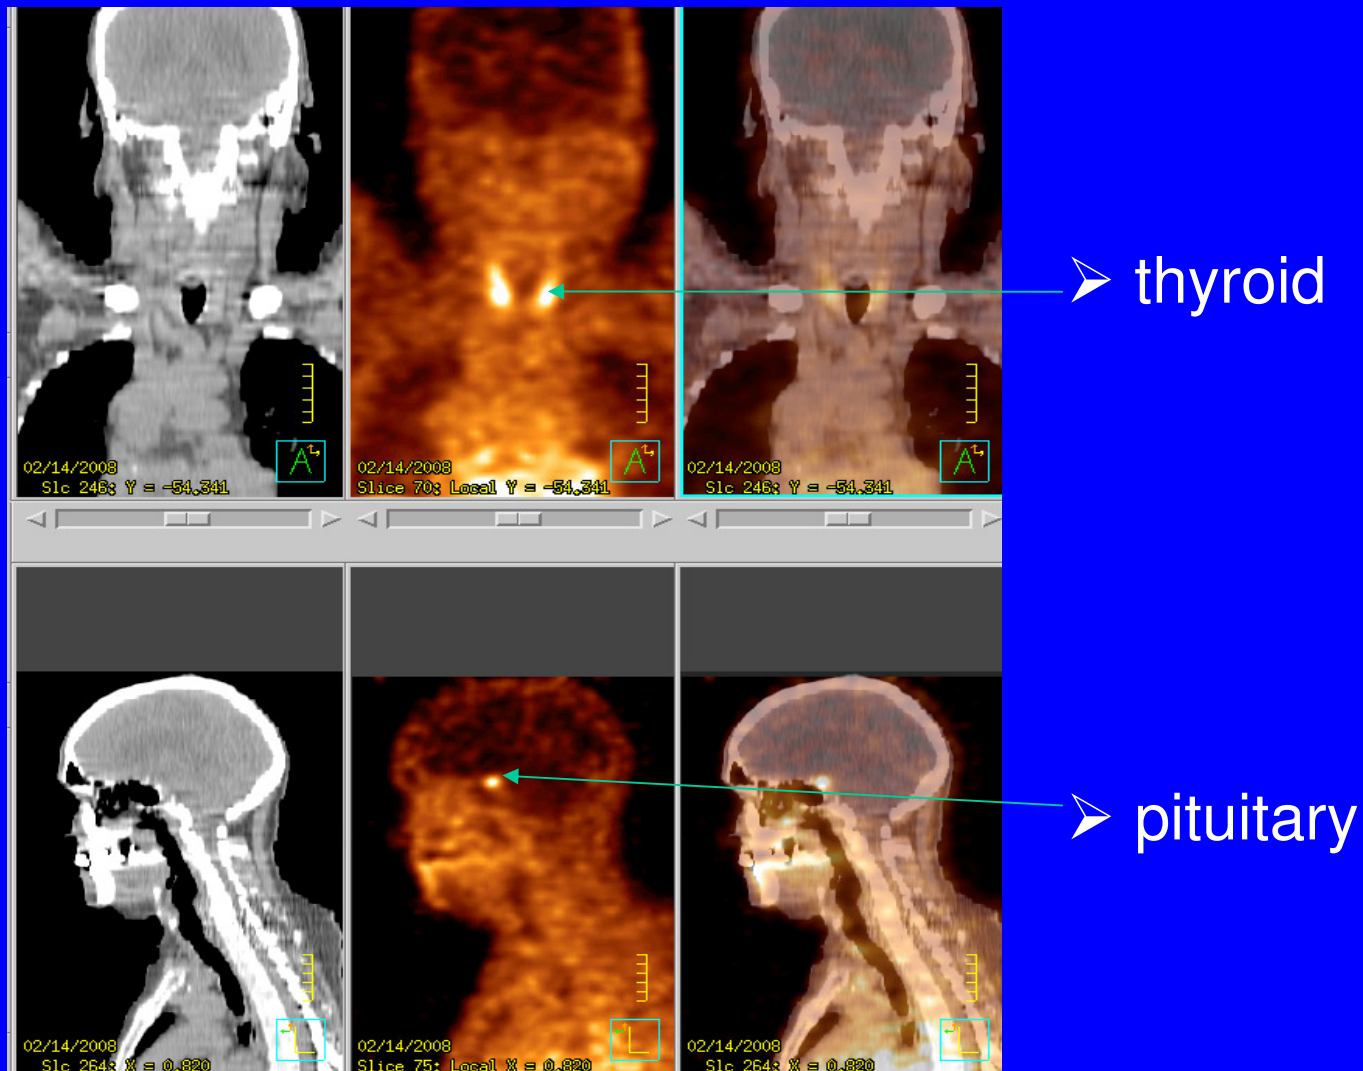 ➢ thyroid
A
A
A
02/14/2008
Slc 246: Y = -54.341
02/14/2008
Slice 70: Local Y = -54.341
02/14/2008
Slc 246: Y = -54.341
➢ pituitary
L
L
L
02/14/2008
Slc 264: X = 0.820
02/14/2008
Slice 75: Local X = 0.820
02/14/2008
Slc 264: X = 0.820